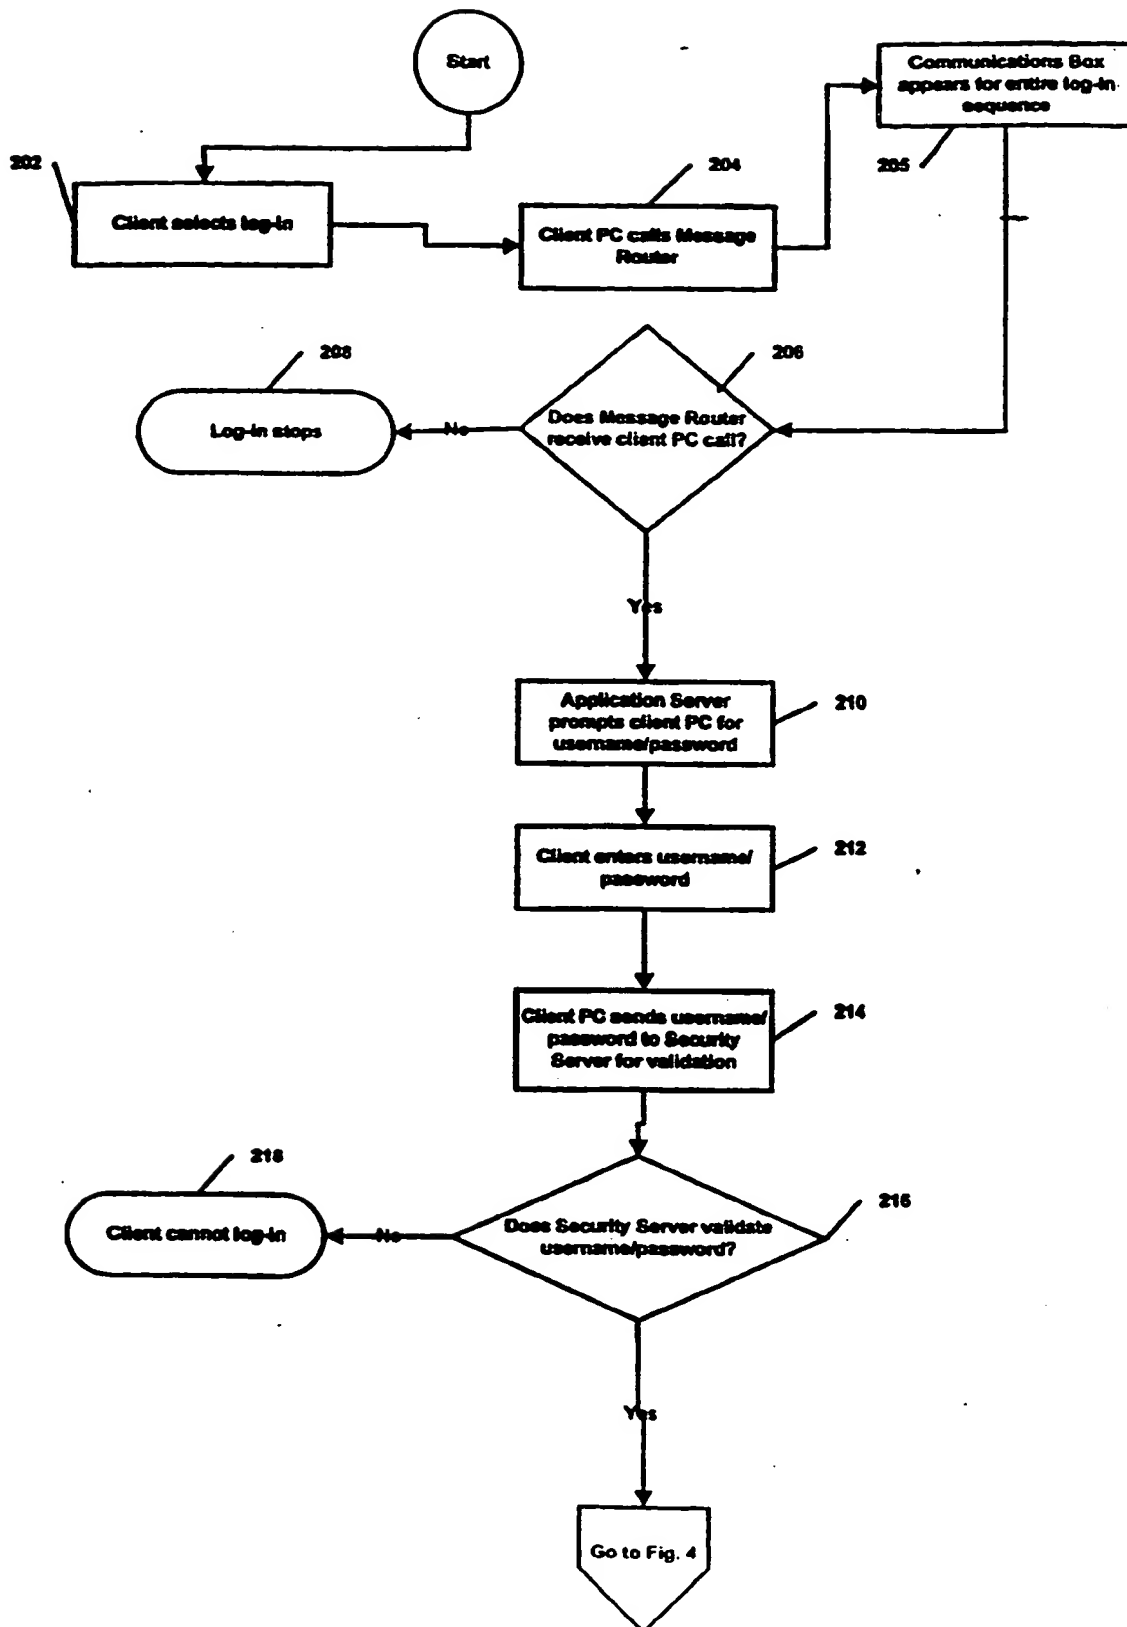 Start
Communications Box
appears for entire log-in
sequence
202
204
205
Client selects log-in
Client PC calls Message
Router
208
206
Does Message Router
receive client PC call?
Log-in stops
No
Yes
Application Server
prompts client PC for
username/password
210
Client enters username/
password
212
Client PC sends username/
password to Security
Server for validation
214
218
216
Does Security Server validate
username/password?
Client cannot log-in
No
Yes
Go to Fig. 4